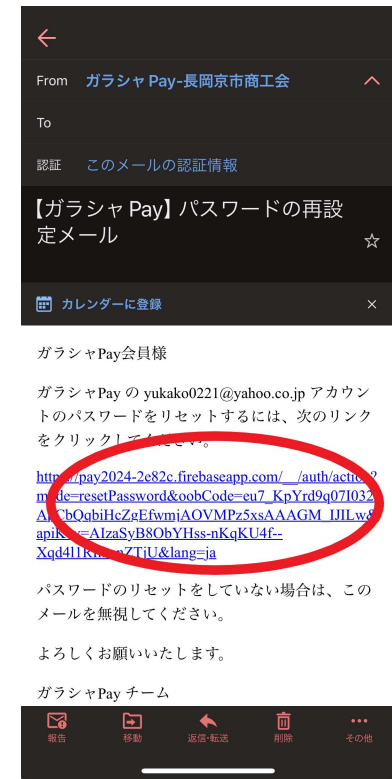 From ガラシャ Pay-長岡京市商工会
To
認証 このメールの認証情報
【ガラシャ Pay】パスワードの再設
定メール
カレンダーに登録
ガラシャPay会員様
ガラシャPay の yukako0221@yahoo.co.jp アカウン
トのパスワードをリセットするには、次のリンク
をクリックしてください。
pay2024-2e82c.firebaseapp.com/__/auth/action?
mode=resetPassword&oobCode=eu7_KpYrd9q07I032
QqbiHcZgEfwmjAOVMPz5xsAAAGM_IJILw&
apiKey=AIzaSyB8ObYHss-nKqKU4f--
&lang=ja
パスワードのリセットをしていない場合は、この
メールを無視してください。
よろしくお願いいたします。
ガラシャPay チーム
報告 移動 返信・転送 削除 その他